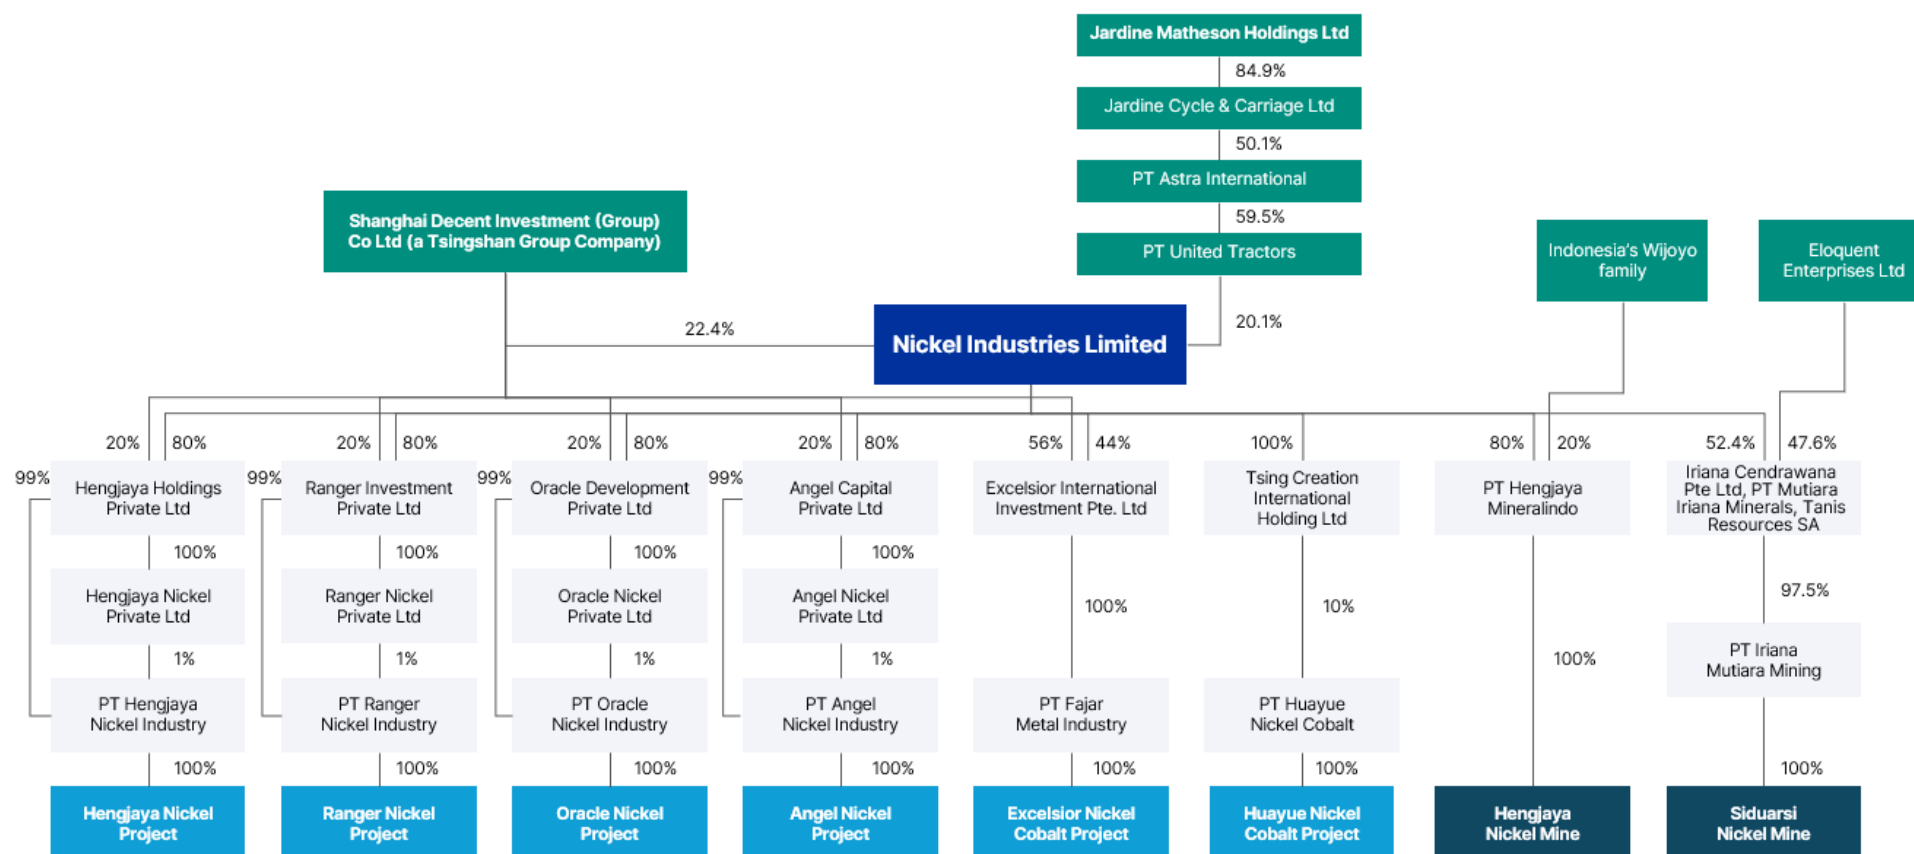 Jardine Matheson Holdings Ltd
84.9%
Jardine Cycle & Carriage Ltd
50.1%
PT Astra International
59.5%
PT United Tractors
20.1%
Shanghai Decent Investment (Group)
Co Ltd (a Tsingshan Group Company)
22.4%
Nickel Industries Limited
Indonesia's Wijoyo
family
Eloquent
Enterprises Ltd
20% 80%
99%
Hengjaya Holdings
Private Ltd
100%
Hengjaya Nickel
Private Ltd
1%
PT Hengjaya
Nickel Industry
100%
Hengjaya Nickel
Project
20% 80%
99%
Ranger Investment
Private Ltd
100%
Ranger Nickel
Private Ltd
1%
PT Ranger
Nickel Industry
100%
Ranger Nickel
Project
20% 80%
99%
Oracle Development
Private Ltd
100%
Oracle Nickel
Private Ltd
1%
PT Oracle
Nickel Industry
100%
Oracle Nickel
Project
20% 80%
99%
Angel Capital
Private Ltd
100%
Angel Nickel
Private Ltd
1%
PT Angel
Nickel Industry
100%
Angel Nickel
Project
56% 44%
Excelsior International
Investment Pte. Ltd
100%
PT Fajar
Metal Industry
100%
Excelsior Nickel
Cobalt Project
100%
Tsing Creation
International
Holding Ltd
10%
PT Huayue
Nickel Cobalt
100%
Huayue Nickel
Cobalt Project
80% 20%
PT Hengjaya
Mineralindo
100%
Hengjaya
Nickel Mine
52.4% 47.6%
Iriana Cendrawana
Pte Ltd, PT Mutiara
Iriana Minerals, Tanis
Resources SA
97.5%
PT Iriana
Mutiara Mining
100%
Siduarsi
Nickel Mine